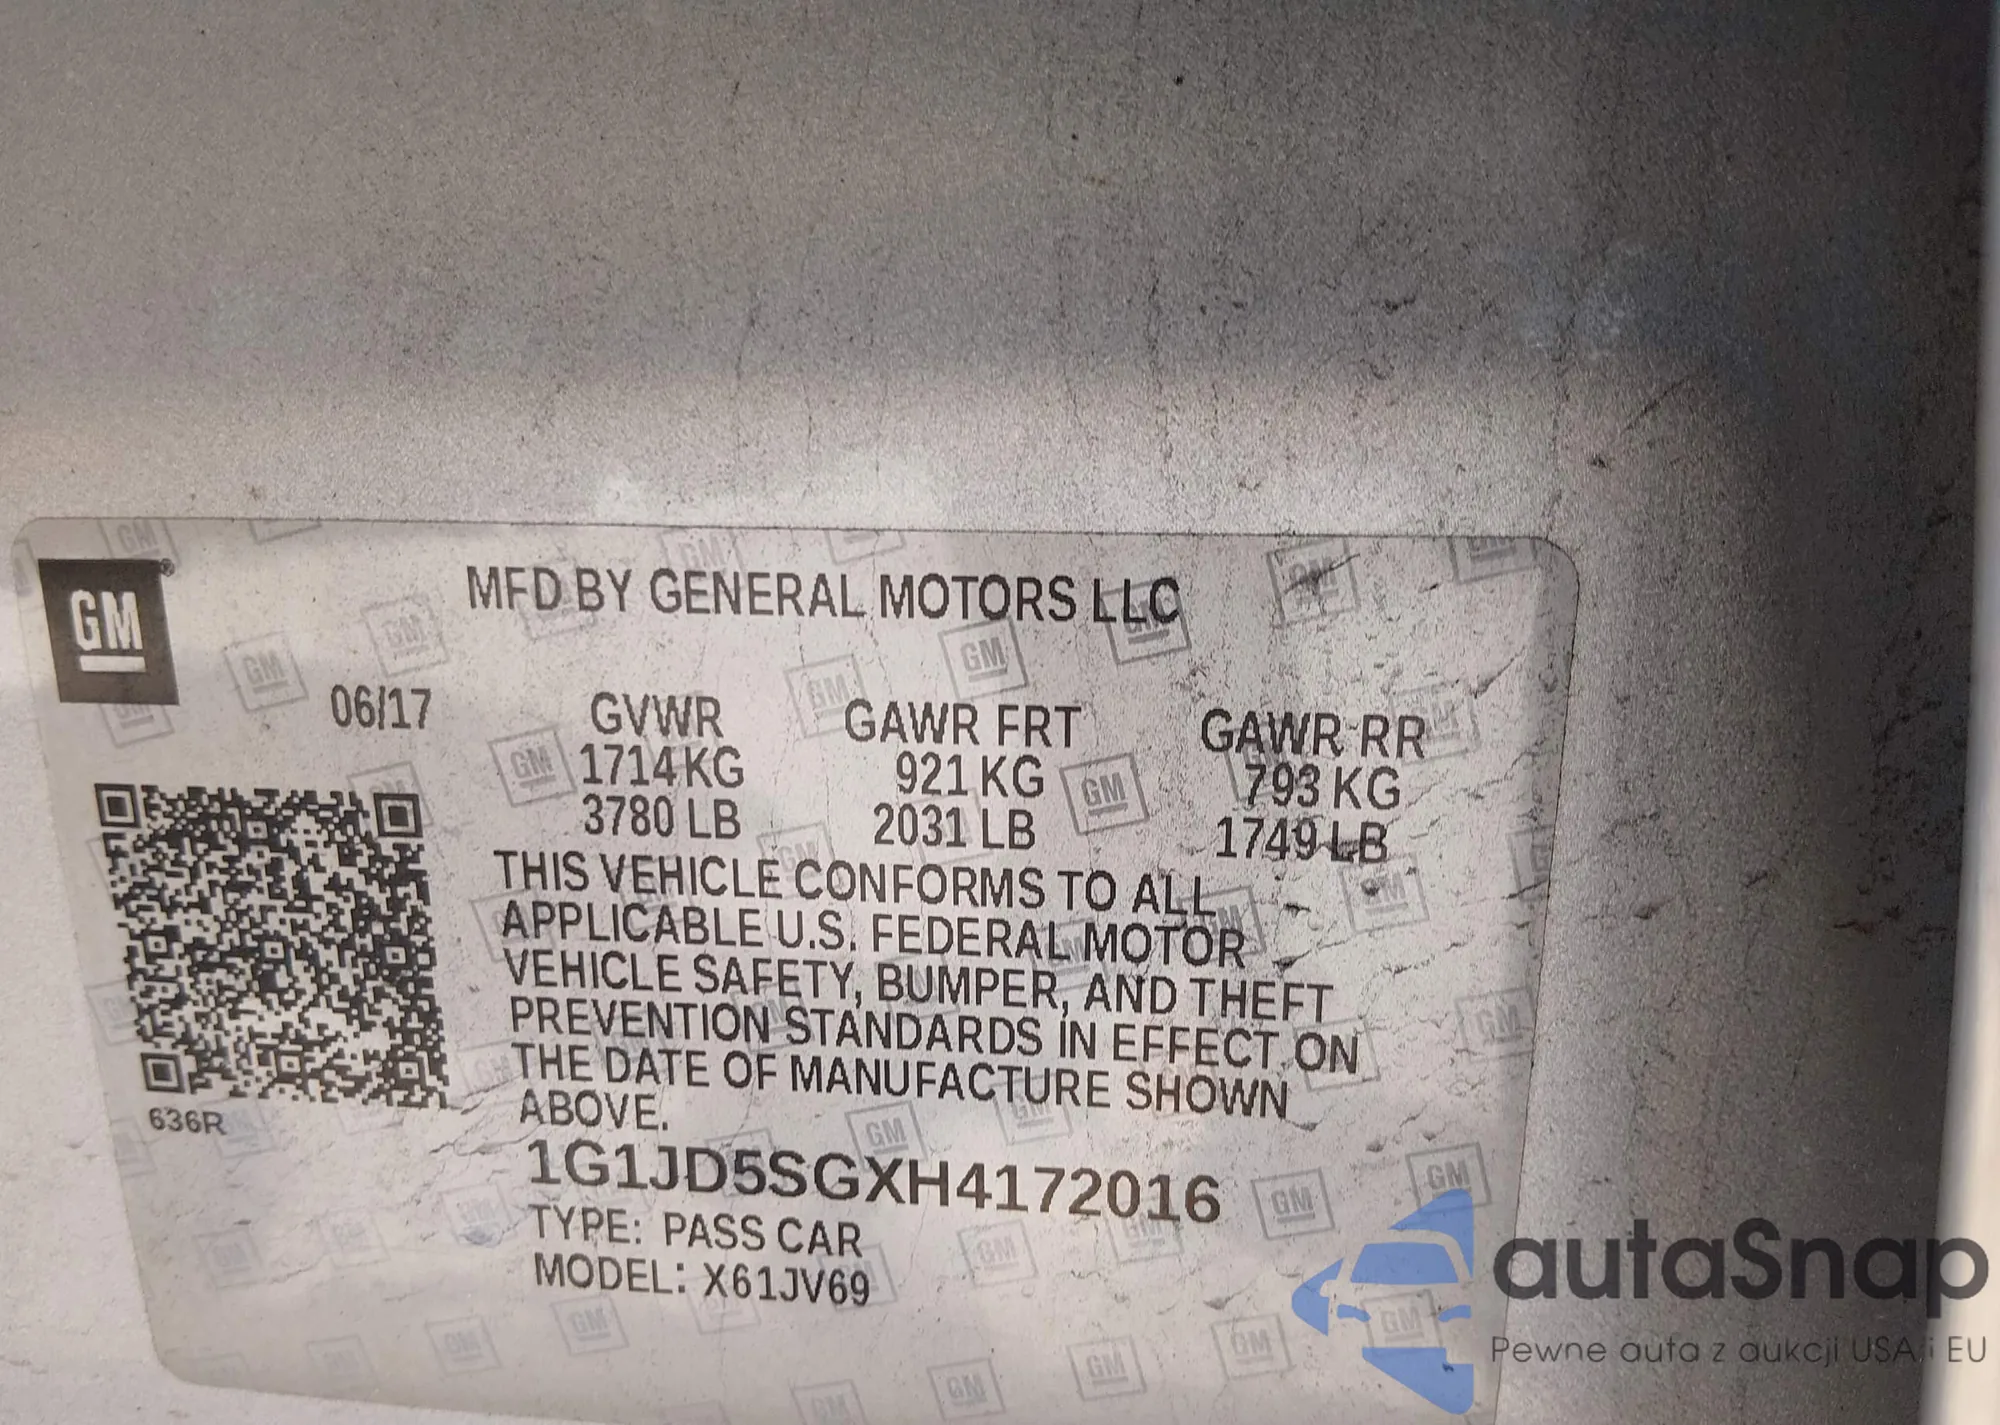 GM
MFD BY GENERAL MOTORS LLC
06/17 GVWR GAWR FRT GAWR RR
1714 KG 921 KG 793 KG
3780 LB 2031 LB 1749 LB
THIS VEHICLE CONFORMS TO ALL
APPLICABLE U.S. FEDERAL MOTOR
VEHICLE SAFETY, BUMPER, AND THEFT
PREVENTION STANDARDS IN EFFECT ON
THE DATE OF MANUFACTURE SHOWN
ABOVE.
636R
1G1JD5SGXH4172016
TYPE: PASS CAR
MODEL: X61JV69
autaSnap
Pewne auta z aukcji USA i EU